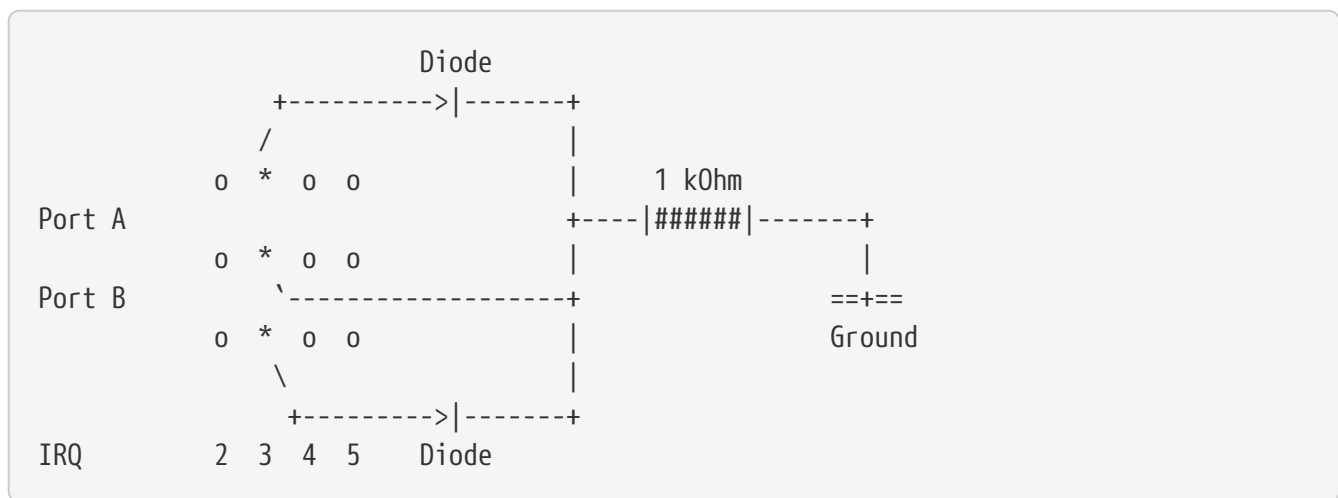 Diode
                +---------->|-------+
               /                    |
            o  *  o  o              |     1 kOhm
Port A                              +----|######|-------+
            o  *  o  o              |                   |
Port B          `-------------------+                 ==+==
            o  *  o  o              |                 Ground
                \                   |
                 +--------->|-------+
IRQ         2  3  4  5    Diode